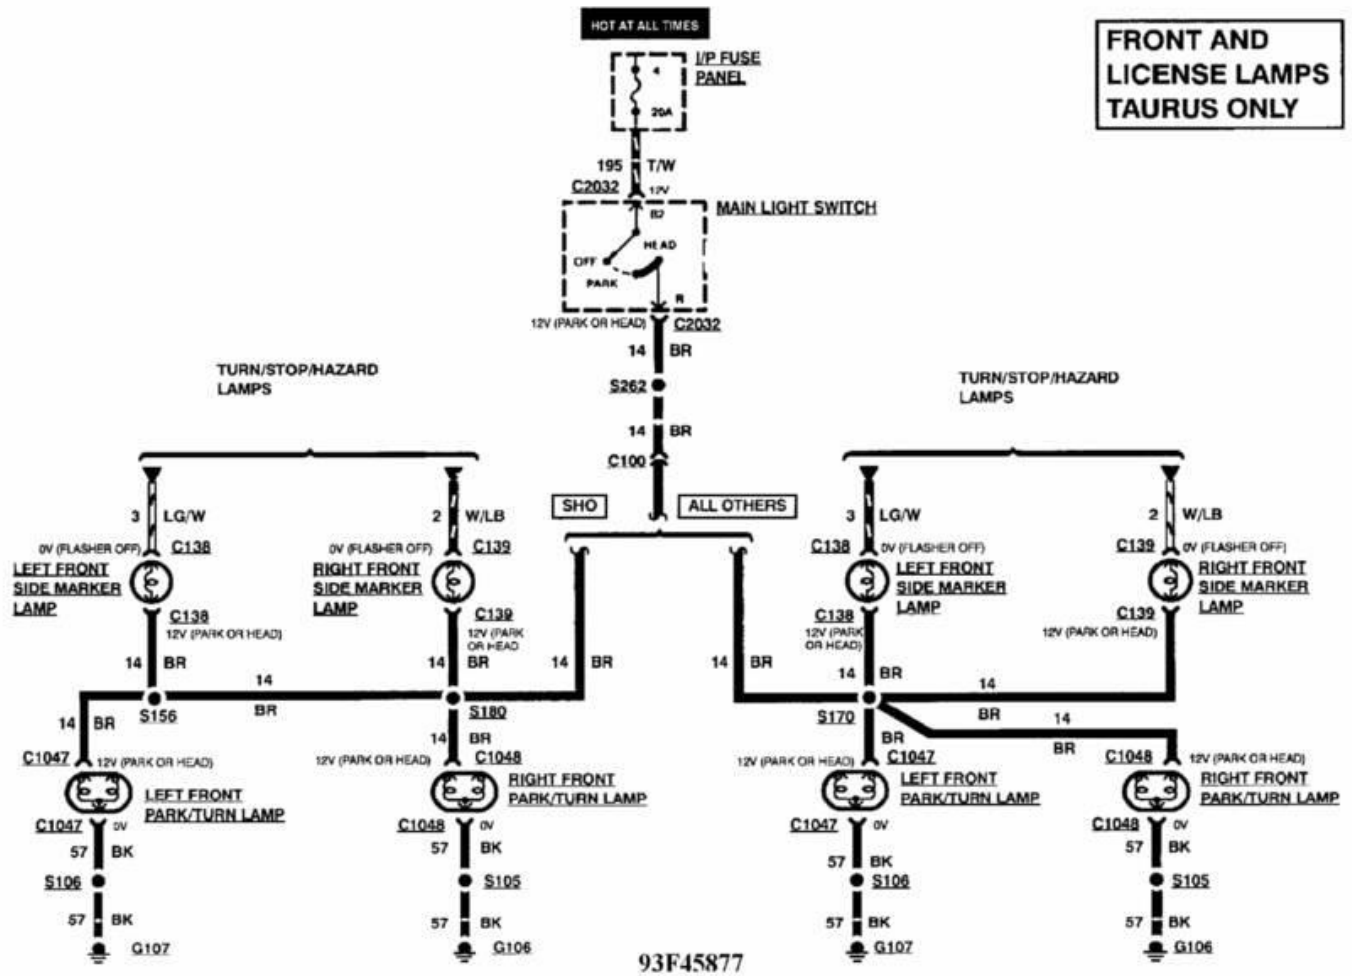 HOT AT ALL TIMES
FRONT AND
LICENSE LAMPS
TAURUS ONLY
I/P FUSE
PANEL
4
20A
195 T/W
C2032 12V
B2
MAIN LIGHT SWITCH
HEAD
OFF
PARK
R
12V (PARK OR HEAD) C2032
14 BR
S262
14 BR
C100
TURN/STOP/HAZARD
LAMPS
TURN/STOP/HAZARD
LAMPS
SHO ALL OTHERS
3 LG/W 2 W/LB 3 LG/W 2 W/LB
0V (FLASHER OFF) C138 0V (FLASHER OFF) C139 C138 0V (FLASHER OFF) C139 0V (FLASHER OFF)
LEFT FRONT
SIDE MARKER
LAMP
RIGHT FRONT
SIDE MARKER
LAMP
LEFT FRONT
SIDE MARKER
LAMP
RIGHT FRONT
SIDE MARKER
LAMP
C138
12V (PARK OR HEAD)
C139
12V (PARK
OR HEAD
C138
12V (PARK
OR HEAD)
C139
12V (PARK OR HEAD)
14 BR 14 BR 14 BR 14 BR 14 BR
14
BR
14
BR
S156 S180 S170
14 BR 14 BR BR
14
BR
C1047 12V (PARK OR HEAD) 12V (PARK OR HEAD) C1048 12V (PARK OR HEAD) C1047 C1048 12V (PARK OR HEAD)
LEFT FRONT
PARK/TURN LAMP
RIGHT FRONT
PARK/TURN LAMP
LEFT FRONT
PARK/TURN LAMP
RIGHT FRONT
PARK/TURN LAMP
C1047 0V C1048 0V C1047 0V C1048 0V
57 BK 57 BK 57 BK 57 BK
S106 S105 S106 S105
57 BK 57 BK 57 BK 57 BK
G107 G106 G107 G106
93F45877